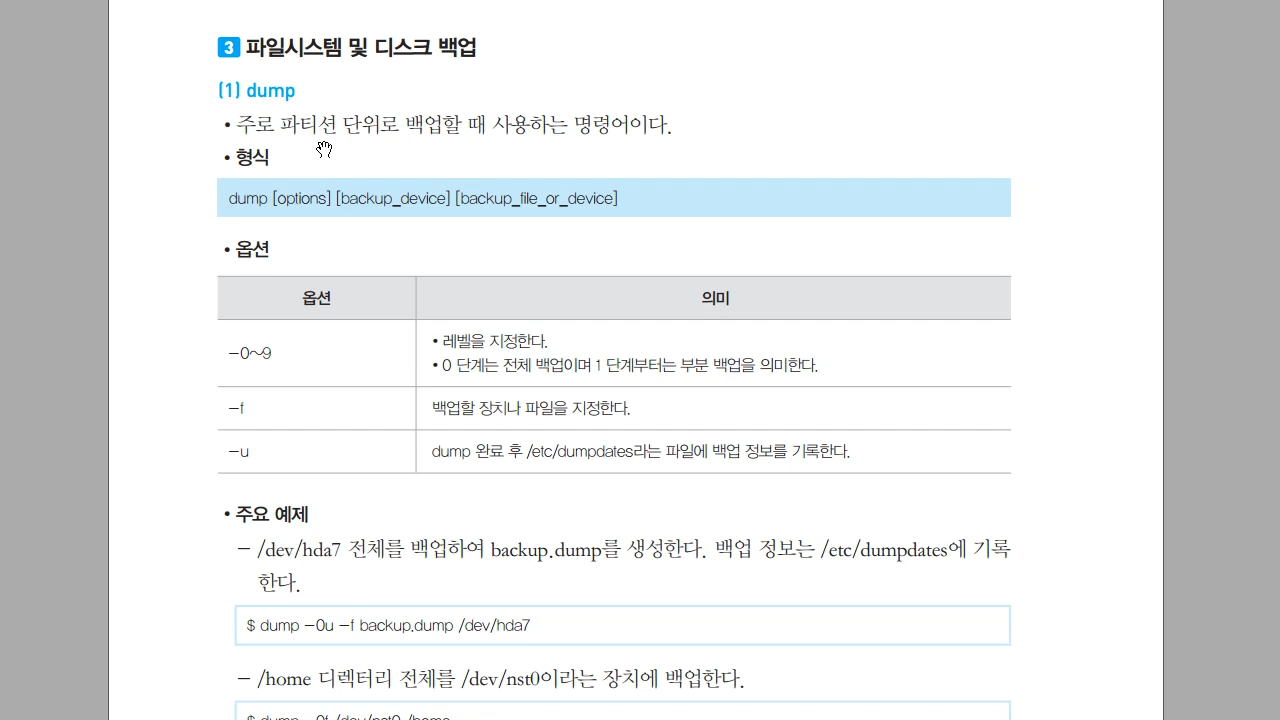 3 파일시스템 및 디스크 백업
(1) dump
• 주로 파티션 단위로 백업할 때 사용하는 명령어이다.
• 형식
dump [options] [backup_device] [backup_file_or_device]
• 옵션
옵션 의미
-0~9
• 레벨을 지정한다.
• 0 단계는 전체 백업이며 1 단계부터는 부분 백업을 의미한다.
-f 백업할 장치나 파일을 지정한다.
-u dump 완료 후 /etc/dumpdates라는 파일에 백업 정보를 기록한다.
• 주요 예제
- /dev/hda7 전체를 백업하여 backup.dump를 생성한다. 백업 정보는 /etc/dumpdates에 기록
한다.
$ dump -0u -f backup.dump /dev/hda7
- /home 디렉터리 전체를 /dev/nst0이라는 장치에 백업한다.
$ dump -0f /dev/nst0 /home